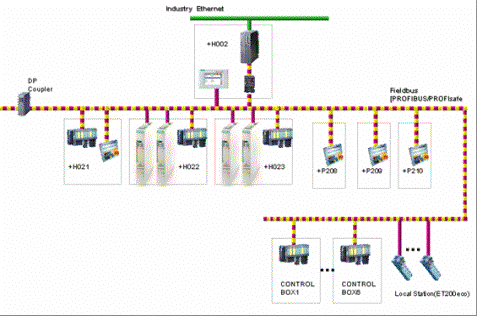 Industry Ethernet
+H002
DP
Coupler
Fieldbus
[PROFIBUS/PROFIsafe
+H021
+H022
+H023
+P208
+P209
+P210
CONTROL
BOX1
...
CONTROL
BOX6
...
Local Station(ET200eco)